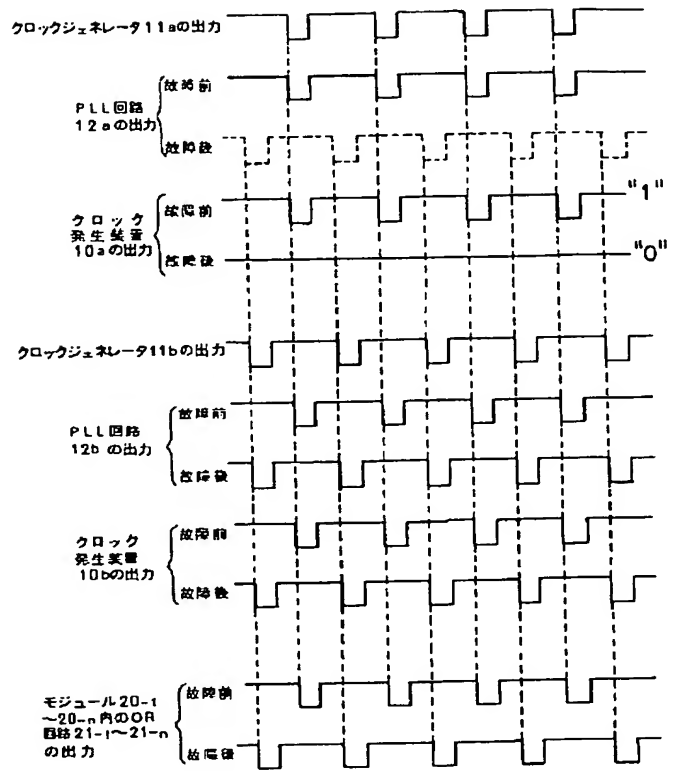 クロックジェネレータ11aの出力
PLL回路
12aの出力
故障前
故障後
クロック
発生装置
10aの出力
故障前
"1"
故障後
"0"
クロックジェネレータ11bの出力
PLL回路
12bの出力
故障前
故障後
クロック
発生装置
10bの出力
故障前
故障後
モジュール20-1
~20-n内のOR
回路21-1~21-n
の出力
故障前
故障後